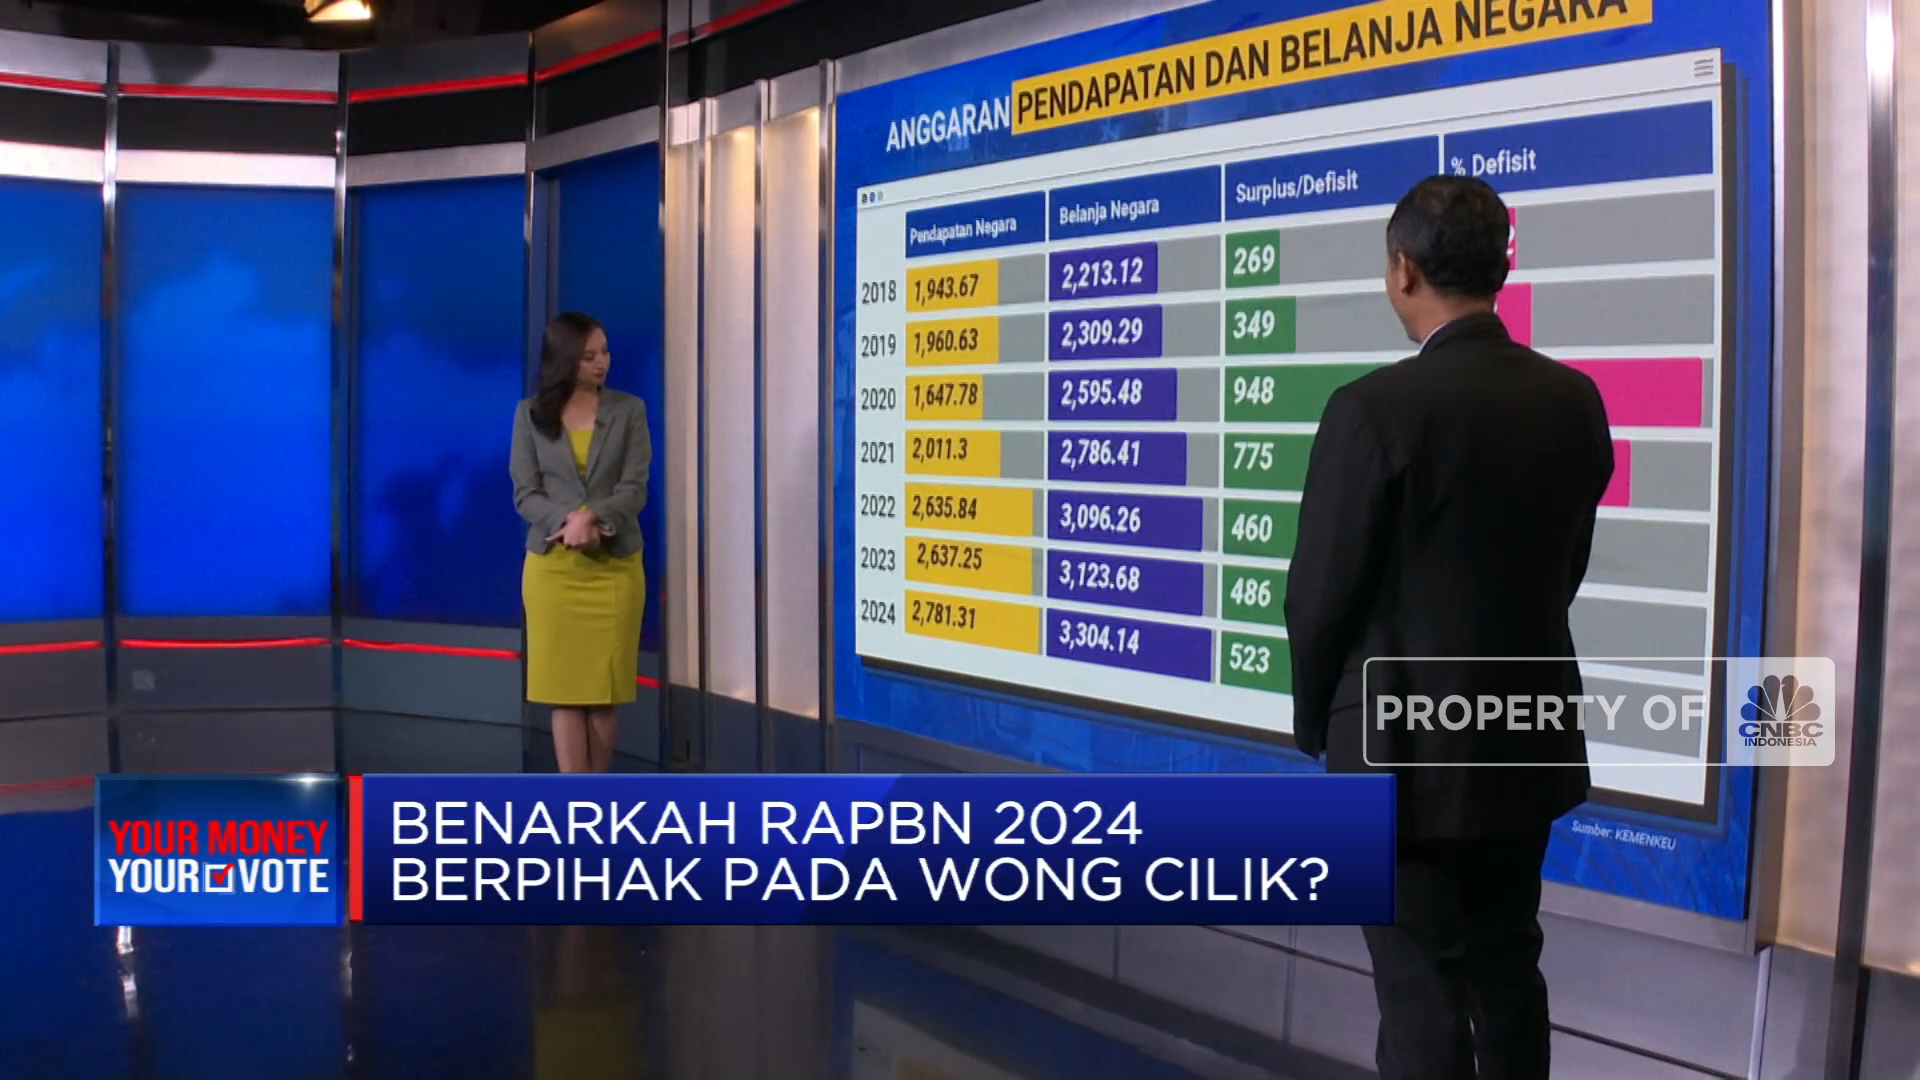 ANGGARAN PENDAPATAN DAN BELANJA NEGARA
Pendapatan Negara Belanja Negara Surplus/Defisit % Defisit
2018 1,943.67 2,213.12 269
2019 1,960.63 2,309.29 349
2020 1,647.78 2,595.48 948
2021 2,011.3 2,786.41 775
2022 2,635.84 3,096.26 460
2023 2,637.25 3,123.68 486
2024 2,781.31 3,304.14 523
Sumber: KEMENKEU
PROPERTY OF CNBC INDONESIA
YOUR MONEY
YOUR VOTE
BENARKAH RAPBN 2024
BERPIHAK PADA WONG CILIK?